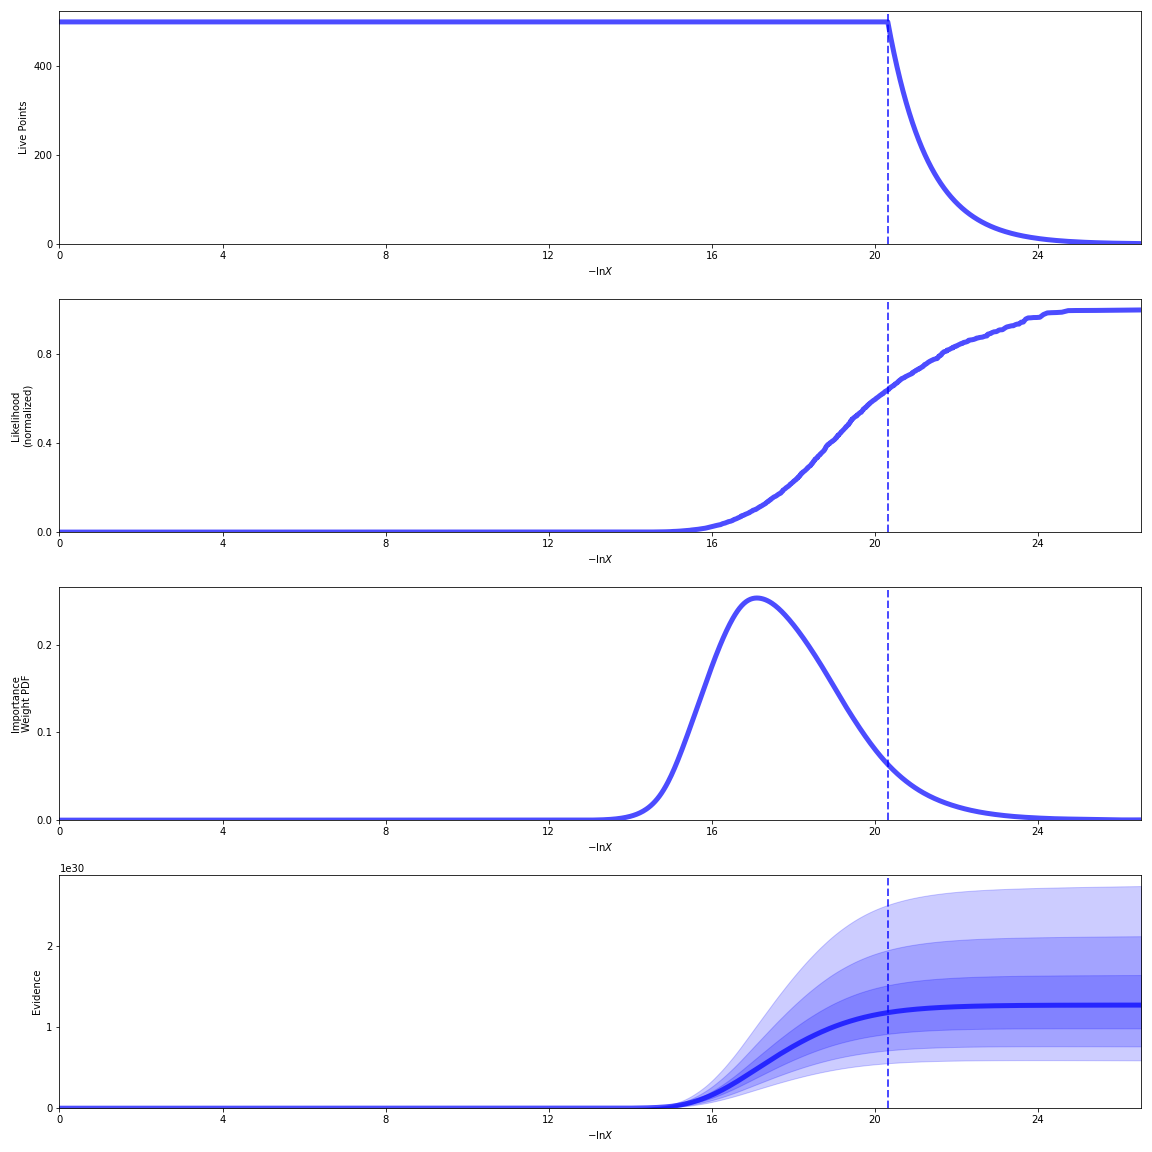 Live Points
400
200
0
0 4 8 12 16 20 24
−lnX
Likelihood
(normalized)
0.8
0.4
0.0
0 4 8 12 16 20 24
−lnX
Importance
Weight PDF
0.2
0.1
0.0
0 4 8 12 16 20 24
−lnX
1e30
Evidence
2
1
0
0 4 8 12 16 20 24
−lnX